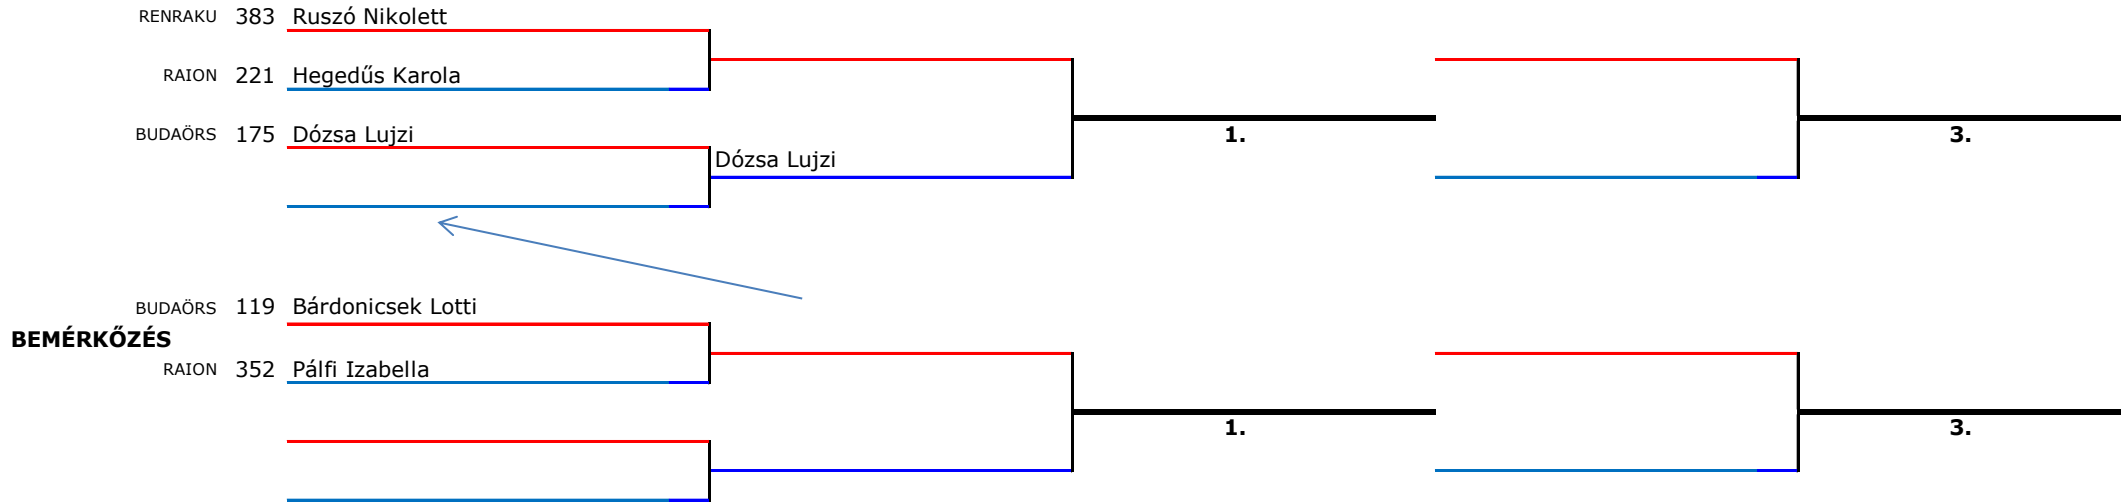 RENRAKU 383 Ruszó Nikolett
RAION 221 Hegedűs Karola
BUDAÖRS 175 Dózsa Lujzi
1.
3.
Dózsa Lujzi
BUDAÖRS 119 Bárdonicsek Lotti
BEMÉRKŐZÉS
RAION 352 Pálfi Izabella
1.
3.